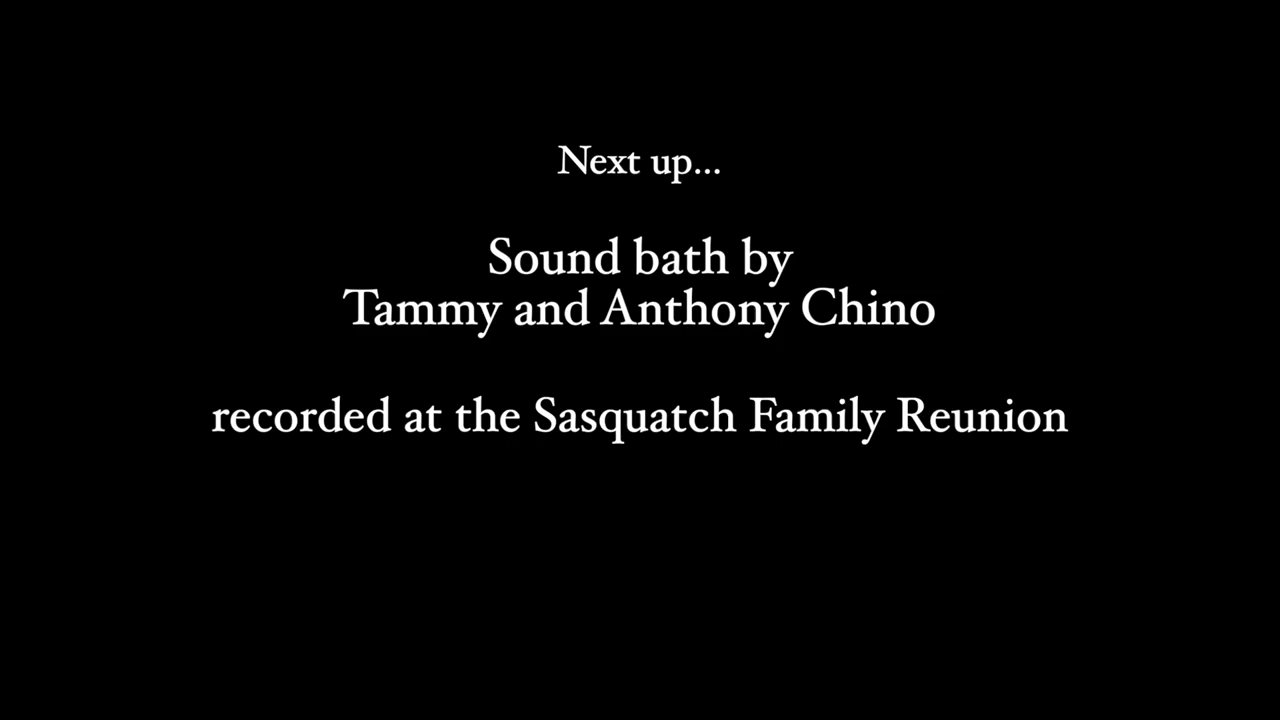 Next up...
Sound bath by
Tammy and Anthony Chino
recorded at the Sasquatch Family Reunion